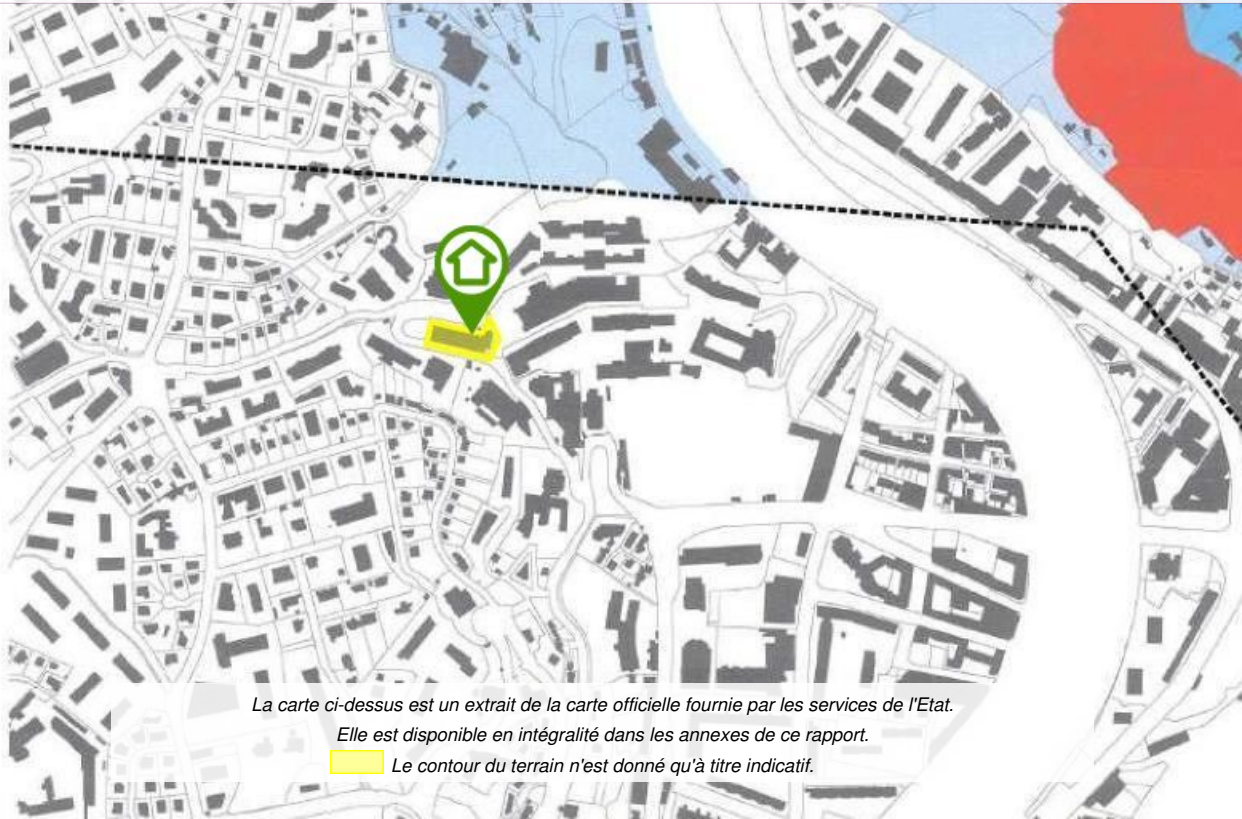 La carte ci-dessus est un extrait de la carte officielle fournie par les services de l'Etat.
Elle est disponible en intégralité dans les annexes de ce rapport.
Le contour du terrain n'est donné qu'à titre indicatif.